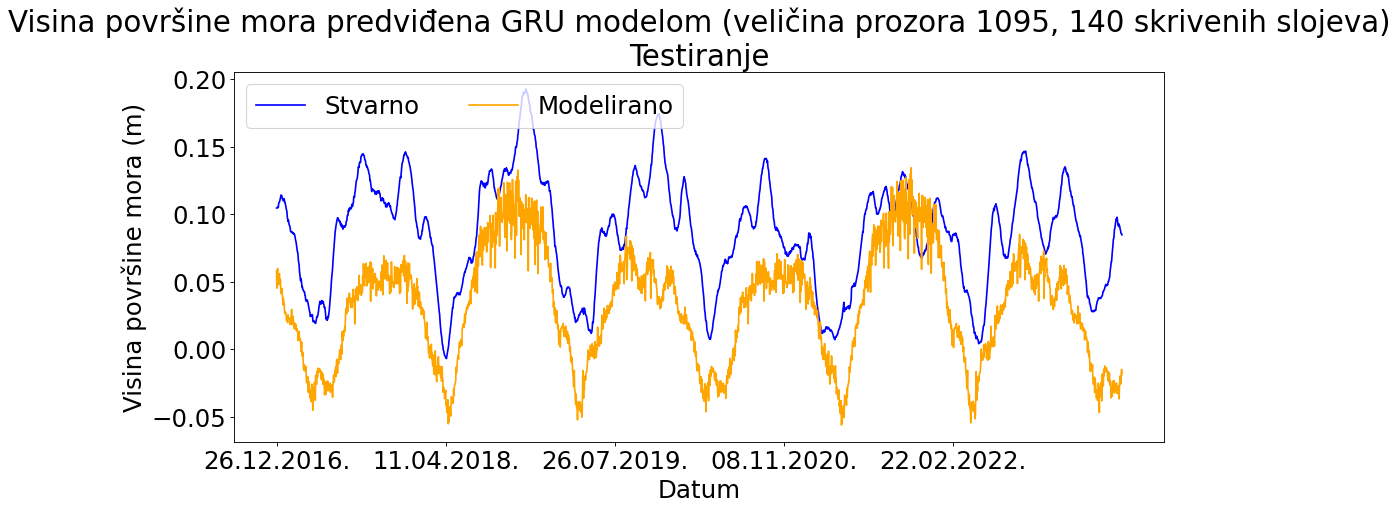 Visina površine mora predviđena GRU modelom (veličina prozora 1095, 140 skrivenih slojeva)
Testiranje
Stvarno
Modelirano
Visina površine mora (m)
0.20
0.15
0.10
0.05
0.00
−0.05
26.12.2016.
11.04.2018.
26.07.2019.
08.11.2020.
22.02.2022.
Datum